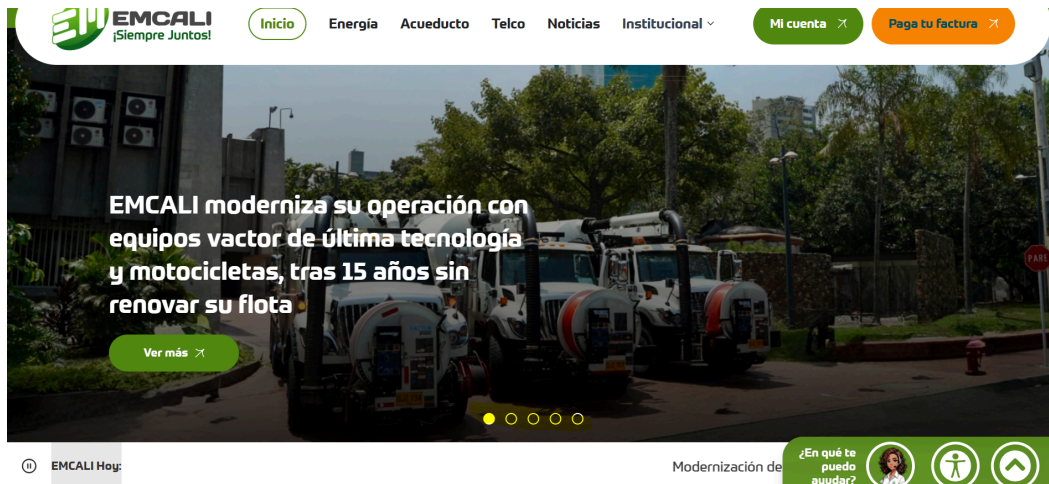 EMCALI
¡Siempre Juntos!
Inicio Energía Acueducto Telco Noticias Institucional Mi cuenta Paga tu factura
EMCALI moderniza su operación con
equipos vactor de última tecnología
y motocicletas, tras 15 años sin
renovar su flota
PARE
Ver más
EMCALI Hoy: Modernización de
¿En qué te
puedo
ayudar?